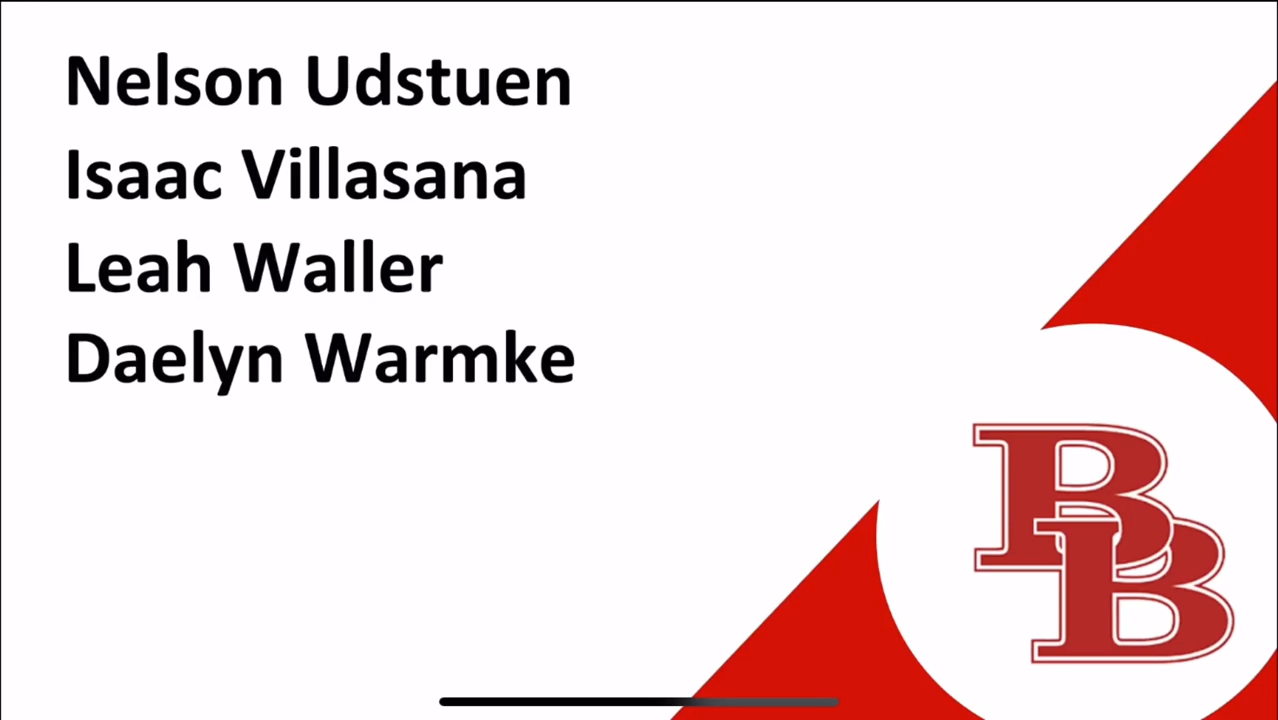 Nelson Udstuen
Isaac Villasana
Leah Waller
Daelyn Warmke
BB